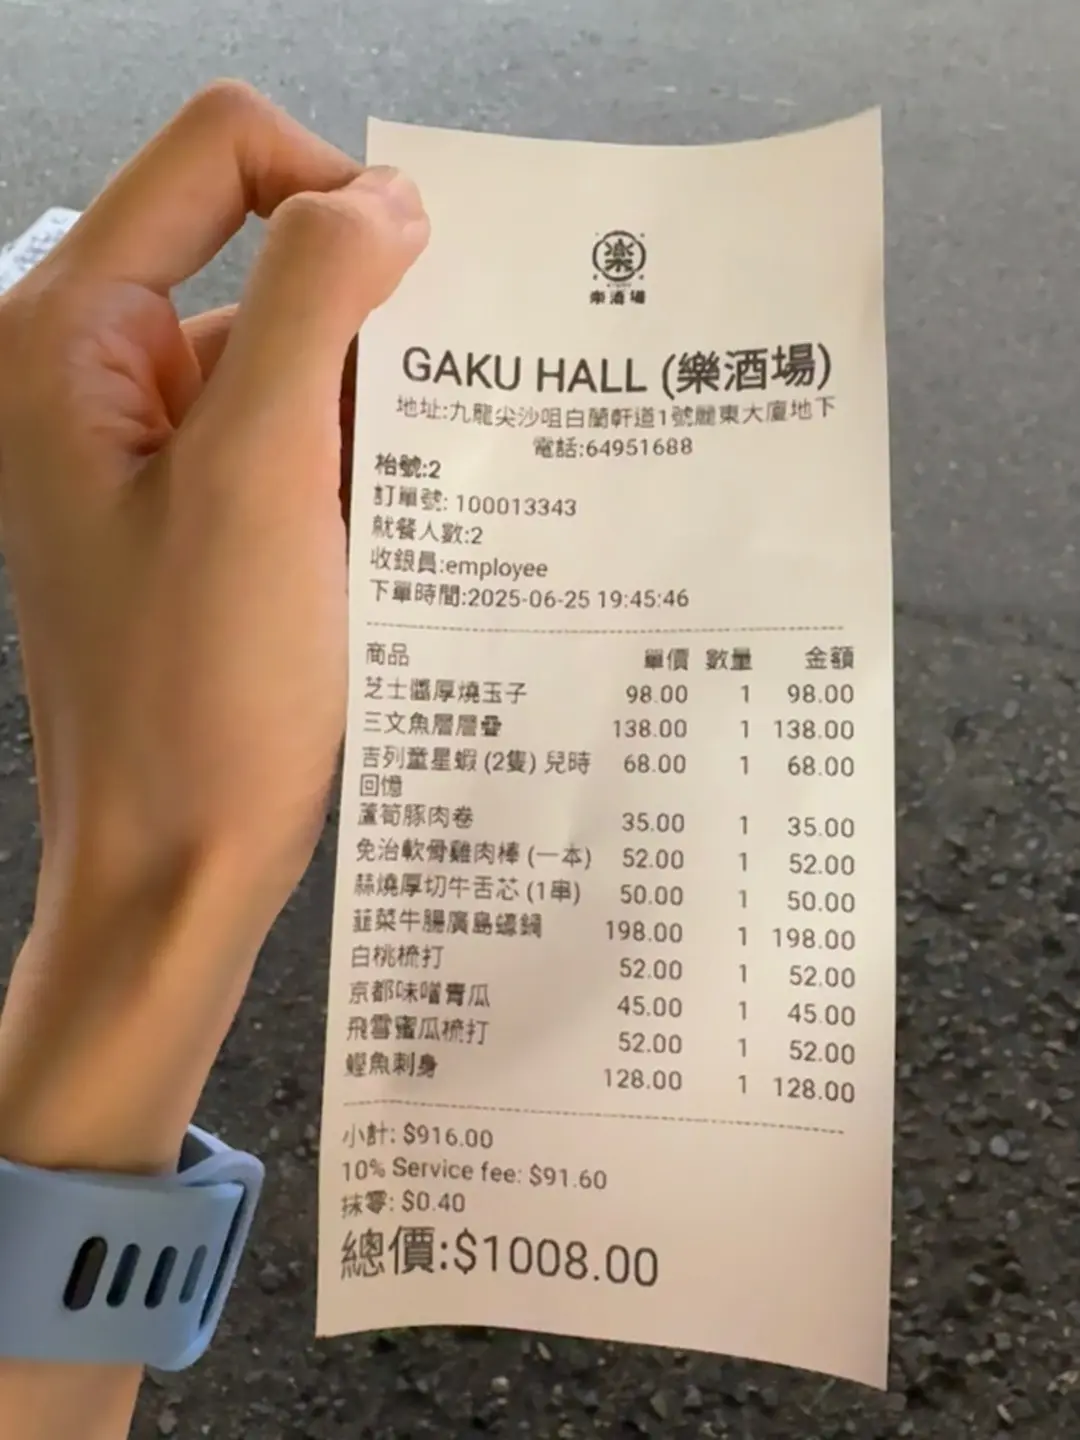 楽
樂酒場
GAKU HALL (樂酒場)
地址:九龍尖沙咀白蘭軒道1號麗東大廈地下
電話:64951688
枱號:2
訂單號: 100013343
就餐人數:2
收銀員:employee
下單時間:2025-06-25 19:45:46
商品 單價 數量 金額
芝士醬厚燒玉子 98.00 1 98.00
三文魚層層疊 138.00 1 138.00
吉列童星蝦 (2隻) 兒時 68.00 1 68.00
回憶
蘆筍豚肉卷 35.00 1 35.00
免治軟骨雞肉棒 (一本) 52.00 1 52.00
蒜燒厚切牛舌芯 (1串) 50.00 1 50.00
韮菜牛腸廣島蠔鍋 198.00 1 198.00
白桃梳打 52.00 1 52.00
京都味噌青瓜 45.00 1 45.00
飛雪蜜瓜梳打 52.00 1 52.00
鰹魚刺身 128.00 1 128.00
小計: $916.00
10% Service fee: $91.60
抹零: $0.40
總價:$1008.00